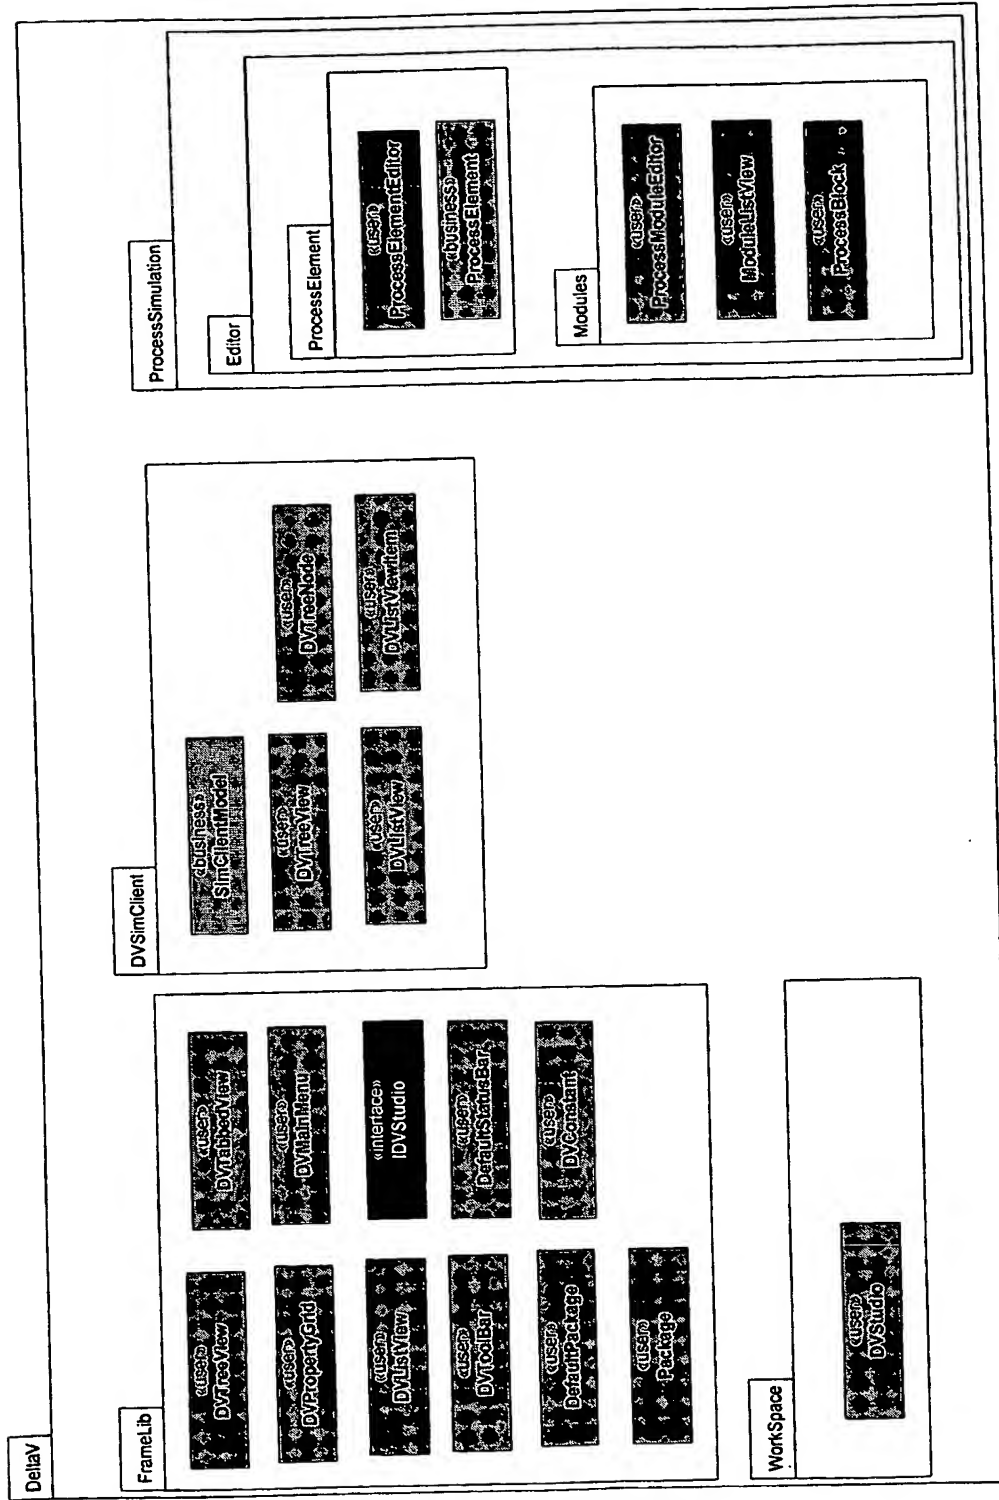 DeltaV
FrameLib
«user»
DVTreeView
«user»
DVTabbedView
«user»
DVPropertyGrid
«user»
DVMainMenu
«user»
DVListView
«interface»
IDVStudio
«user»
DVToolBar
«user»
DefaultStatusBar
«user»
DefaultPackage
«user»
DVConstant
«user»
Package
WorkSpace
«user»
DVStudio
DVSimClient
«business»
SimClientModel
«user»
DVTreeView
«user»
DVTreeNode
«user»
DVListView
«user»
DVListViewItem
ProcessSimulation
Editor
ProcessElement
«user»
ProcessElementEditor
«business»
ProcessElement
Modules
«user»
ProcessModuleEditor
«user»
ModuleListView
«user»
ProcessBlock